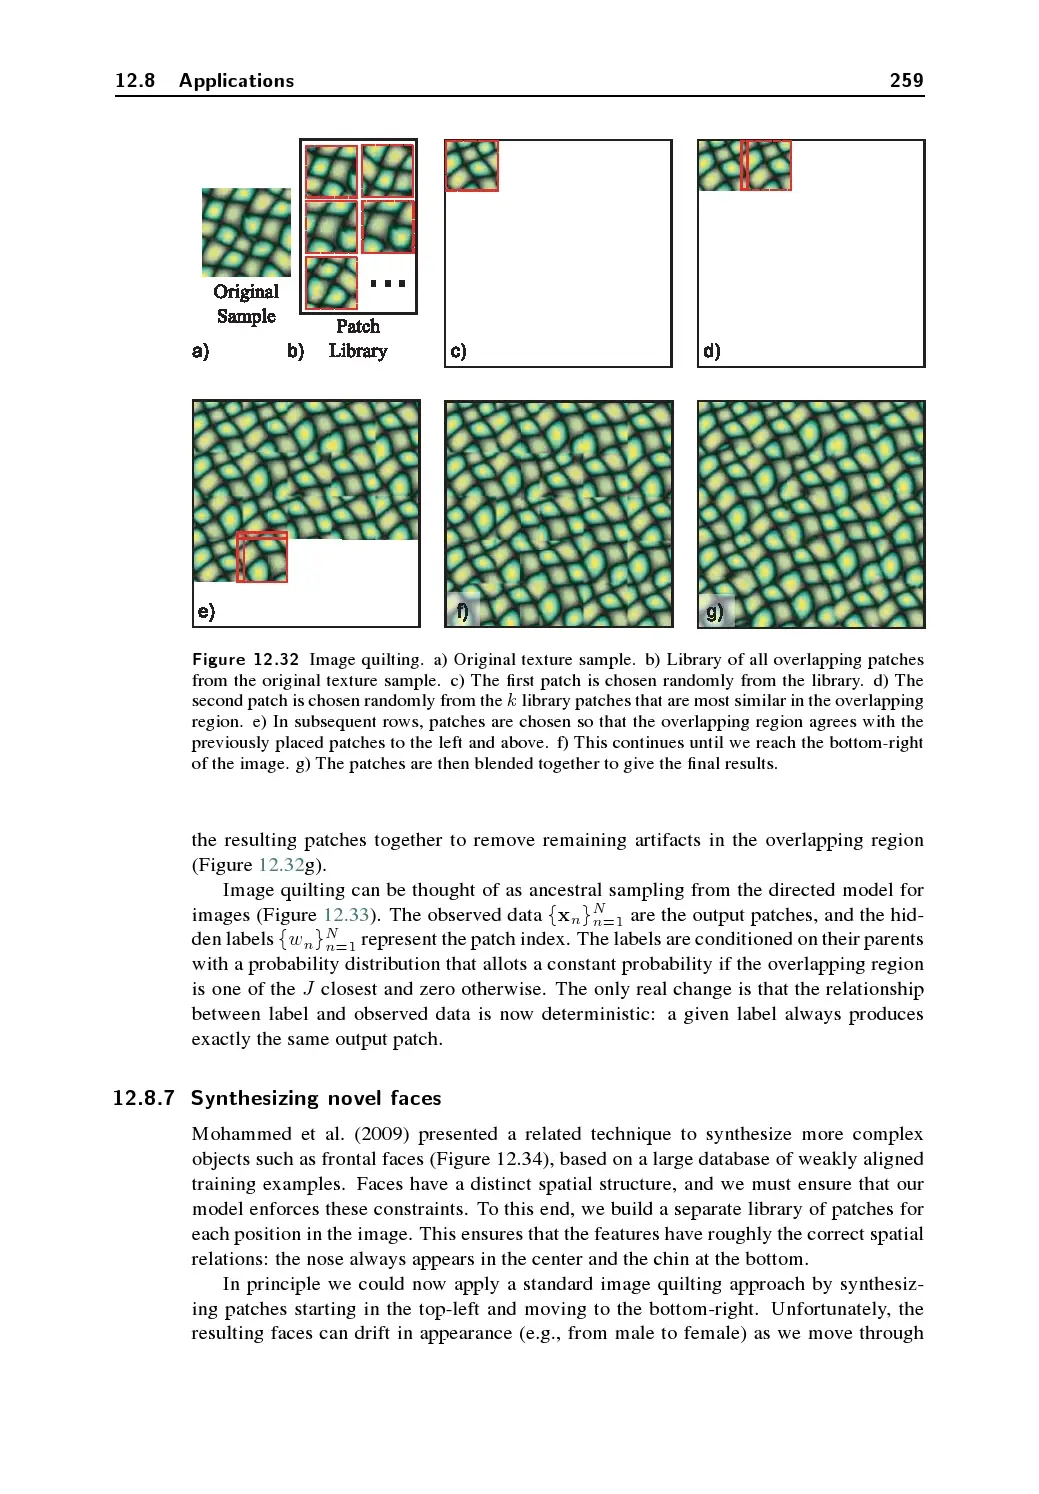 12.8 Applications 259
Original
Sample
a)
b)
Patch
Library
c)
d)
e)
f)
g)
Figure 12.32 Image quilting. a) Original texture sample. b) Library of all overlapping patches
from the original texture sample. c) The first patch is chosen randomly from the library. d) The
second patch is chosen randomly from the k library patches that are most similar in the overlapping
region. e) In subsequent rows, patches are chosen so that the overlapping region agrees with the
previously placed patches to the left and above. f) This continues until we reach the bottom-right
of the image. g) The patches are then blended together to give the final results.
the resulting patches together to remove remaining artifacts in the overlapping region
(Figure 12.32g).
Image quilting can be thought of as ancestral sampling from the directed model for
images (Figure 12.33). The observed data {x_n}_{n=1}^N are the output patches, and the hid-
den labels {w_n}_{n=1}^N represent the patch index. The labels are conditioned on their parents
with a probability distribution that allots a constant probability if the overlapping region
is one of the J closest and zero otherwise. The only real change is that the relationship
between label and observed data is now deterministic: a given label always produces
exactly the same output patch.
12.8.7 Synthesizing novel faces
Mohammed et al. (2009) presented a related technique to synthesize more complex
objects such as frontal faces (Figure 12.34), based on a large database of weakly aligned
training examples. Faces have a distinct spatial structure, and we must ensure that our
model enforces these constraints. To this end, we build a separate library of patches for
each position in the image. This ensures that the features have roughly the correct spatial
relations: the nose always appears in the center and the chin at the bottom.
In principle we could now apply a standard image quilting approach by synthesiz-
ing patches starting in the top-left and moving to the bottom-right. Unfortunately, the
resulting faces can drift in appearance (e.g., from male to female) as we move through